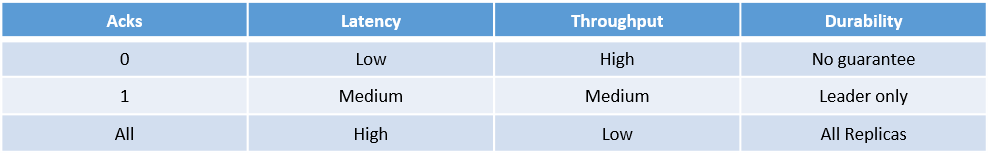 Acks Latency Throughput Durability
0 Low High No guarantee
1 Medium Medium Leader only
All High Low All Replicas